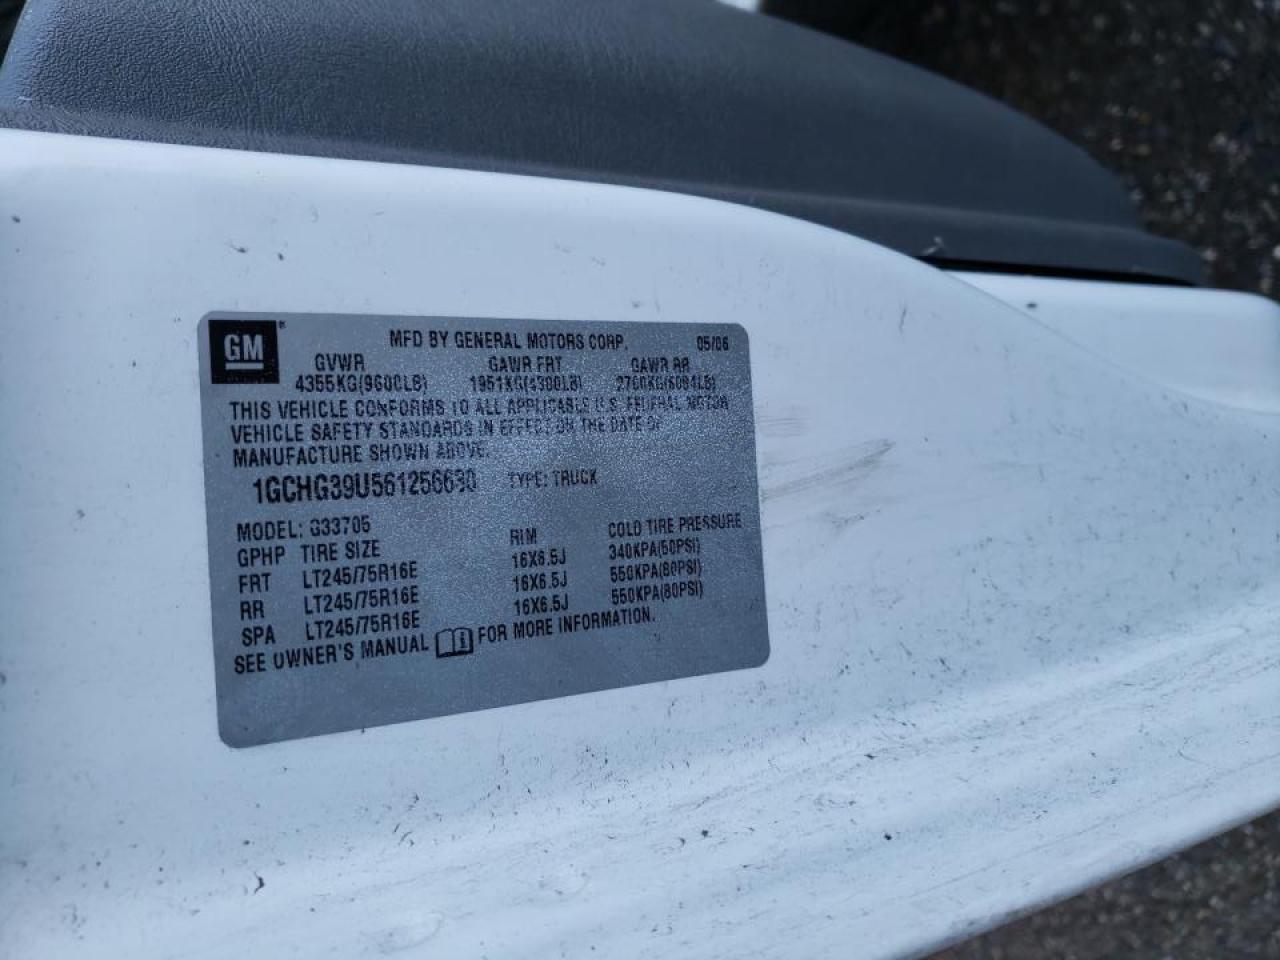 GM MFD BY GENERAL MOTORS CORP. 05/06
GVWR GAWR FRT GAWR RR
4355KG(9600LB) 1951KG(4300LB) 2760KG(6084LB)
THIS VEHICLE CONFORMS TO ALL APPLICABLE U.S. FEDERAL MOTOR
VEHICLE SAFETY STANDARDS IN EFFECT ON THE DATE OF
MANUFACTURE SHOWN ABOVE.
1GCHG39U561256630 TYPE: TRUCK
MODEL: G33705
GPHP TIRE SIZE RIM COLD TIRE PRESSURE
FRT LT245/75R16E 16X6.5J 340KPA(50PSI)
RR LT245/75R16E 16X6.5J 550KPA(80PSI)
SPA LT245/75R16E 16X6.5J 550KPA(80PSI)
SEE OWNER'S MANUAL FOR MORE INFORMATION.